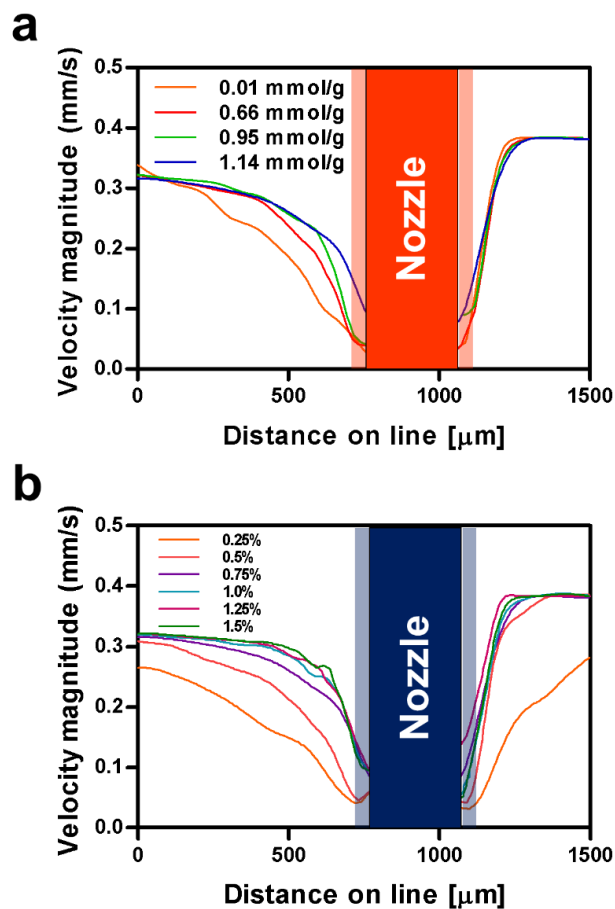 a
Velocity magnitude (mm/s)
0.5
0.4
0.3
0.2
0.1
0.0
0.01 mmol/g
0.66 mmol/g
0.95 mmol/g
1.14 mmol/g
Nozzle
0
500
1000
1500
Distance on line [μm]
b
Velocity magnitude (mm/s)
0.5
0.4
0.3
0.2
0.1
0.0
0.25%
0.5%
0.75%
1.0%
1.25%
1.5%
Nozzle
0
500
1000
1500
Distance on line [μm]